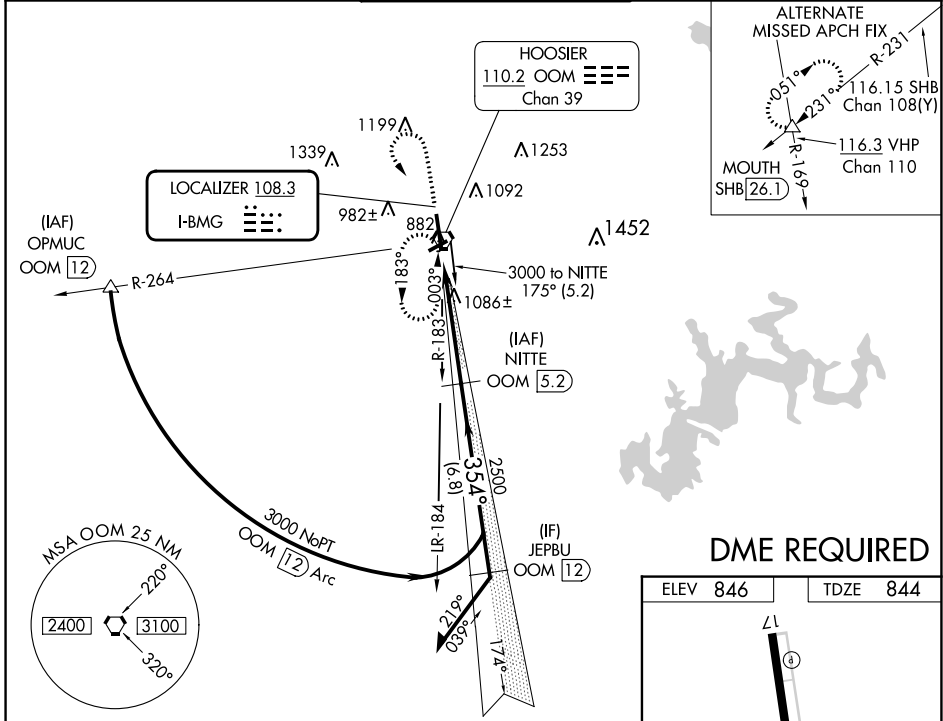 HOOSIER
110.2 OOM
Chan 39
ALTERNATE
MISSED APCH FIX
R-231
051°
231°
116.15 SHB
Chan 108(Y)
116.3 VHP
Chan 110
R-169
MOUTH
SHB 26.1
1199
1339
1253
1092
LOCALIZER 108.3
I-BMG
982±
882
1452
(IAF)
OPMUC
OOM 12
R-264
183°
003°
3000 to NITTE
175° (5.2)
1086±
R-183
(IAF)
NITTE
OOM 5.2
354°
(6.8)
2500
LR-184
3000 NoPT
OOM 12 Arc
(IF)
JEPBU
OOM 12
219°
039°
174°
MSA OOM 25 NM
220°
2400
3100
320°
DME REQUIRED
ELEV 846
TDZE 844
17
P